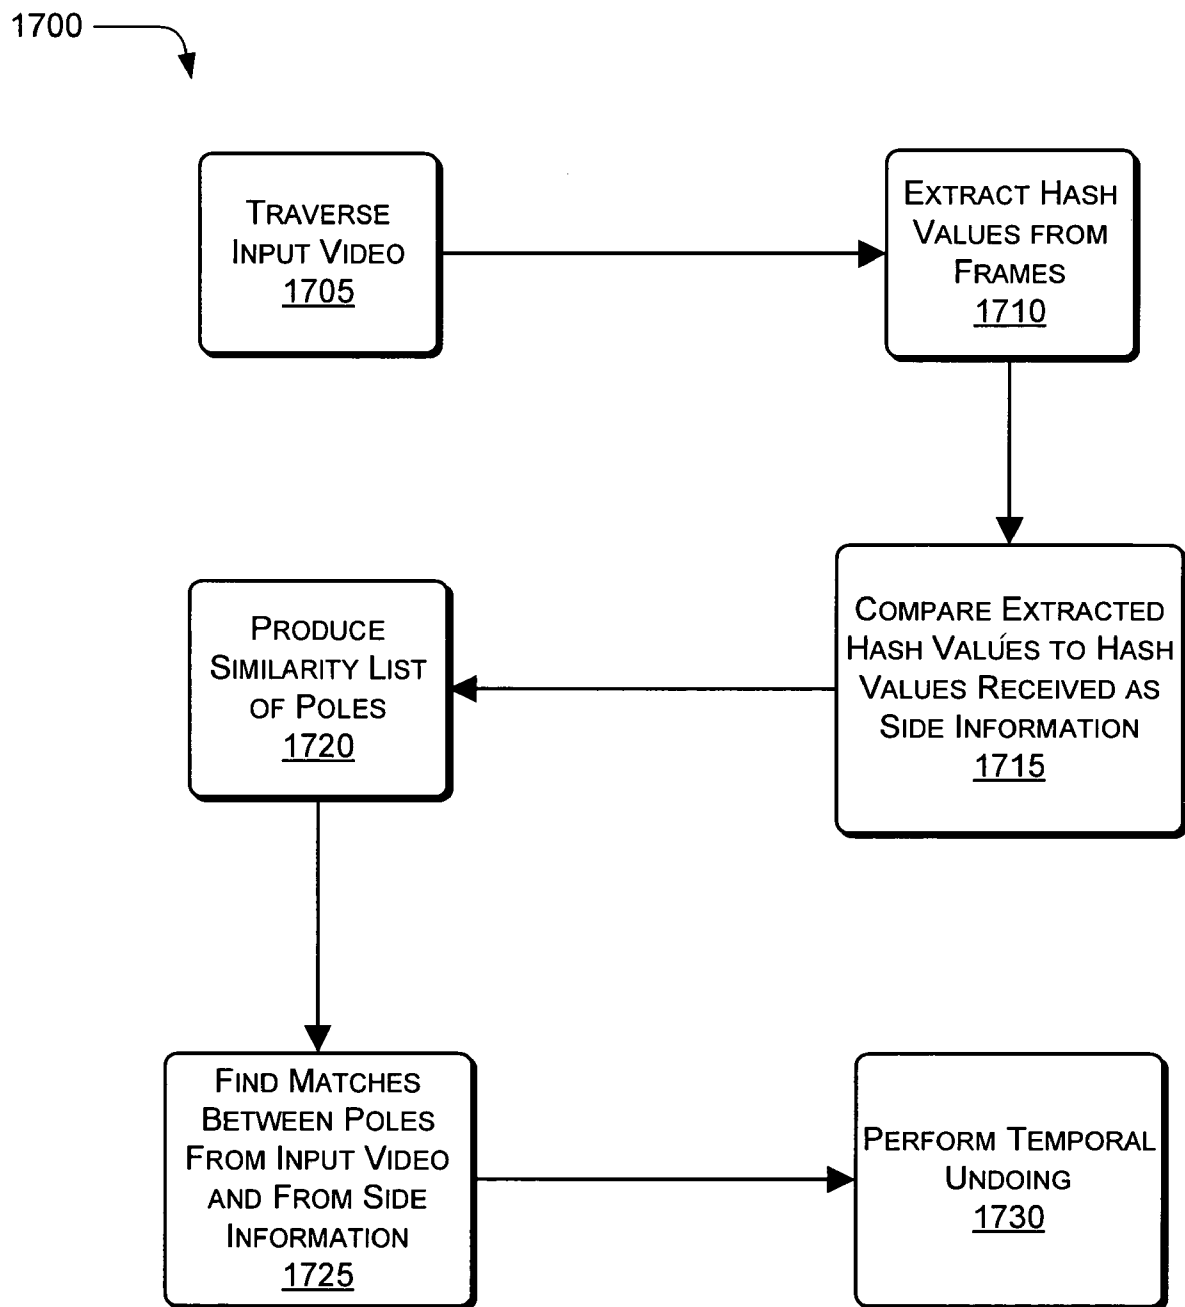 1700
TRAVERSE
INPUT VIDEO
1705
EXTRACT HASH
VALUES FROM
FRAMES
1710
COMPARE EXTRACTED
HASH VALUES TO HASH
VALUES RECEIVED AS
SIDE INFORMATION
1715
PRODUCE
SIMILARITY LIST
OF POLES
1720
FIND MATCHES
BETWEEN POLES
FROM INPUT VIDEO
AND FROM SIDE
INFORMATION
1725
PERFORM TEMPORAL
UNDOING
1730